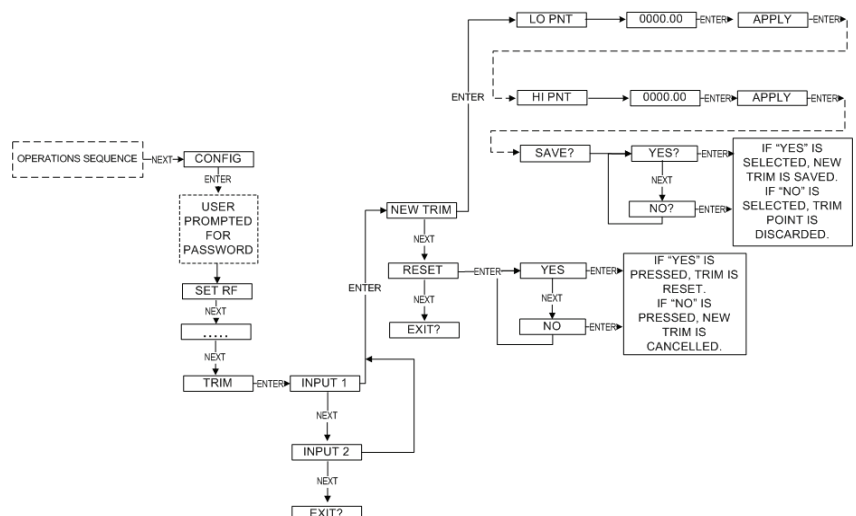 LO PNT
0000.00
ENTER
APPLY
ENTER
ENTER
HI PNT
0000.00
ENTER
APPLY
ENTER
OPERATIONS SEQUENCE
NEXT
CONFIG
ENTER
USER
PROMPTED
FOR
PASSWORD
SET RF
NEXT
.....
NEXT
TRIM
ENTER
INPUT 1
NEXT
INPUT 2
NEXT
EXIT?
ENTER
NEW TRIM
NEXT
RESET
NEXT
EXIT?
SAVE?
YES?
ENTER
NEXT
NO?
ENTER
IF “YES” IS
SELECTED, NEW
TRIM IS SAVED.
IF “NO” IS
SELECTED, TRIM
POINT IS
DISCARDED.
ENTER
YES
ENTER
NEXT
NO
ENTER
IF “YES” IS
PRESSED, TRIM IS
RESET.
IF “NO” IS
PRESSED, NEW
TRIM IS
CANCELLED.